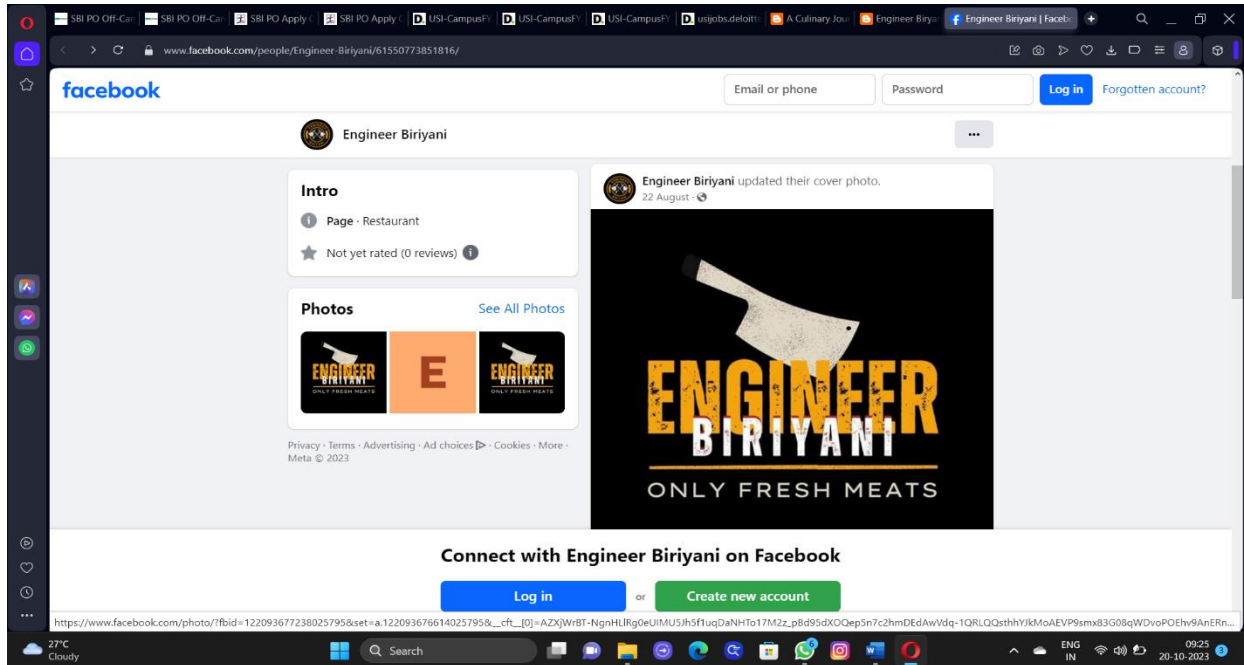 SBI PO Off-Can
SBI PO Off-Can
SBI PO Apply
SBI PO Apply
USI-CampusFY
USI-CampusFY
USI-CampusFY
usijobs.deloitt
A Culinary Jour
Engineer Birya
Engineer Biriyani | Facebo
www.facebook.com/people/Engineer-Biriyani/61550773851816/
facebook
Email or phone
Password
Log in
Forgotten account?
Engineer Biriyani
Intro
Page · Restaurant
Not yet rated (0 reviews)
Photos
See All Photos
ENGINEER
BIRIYANI
ONLY FRESH MEATS
E
ENGINEER
BIRIYANI
ONLY FRESH MEATS
Privacy · Terms · Advertising · Ad choices · Cookies · More ·
Meta © 2023
Engineer Biriyani updated their cover photo.
22 August ·
ENGINEER
BIRIYANI
ONLY FRESH MEATS
Connect with Engineer Biriyani on Facebook
Log in
or
Create new account
27°C
Cloudy
Search
ENG
IN
09:25
20-10-2023